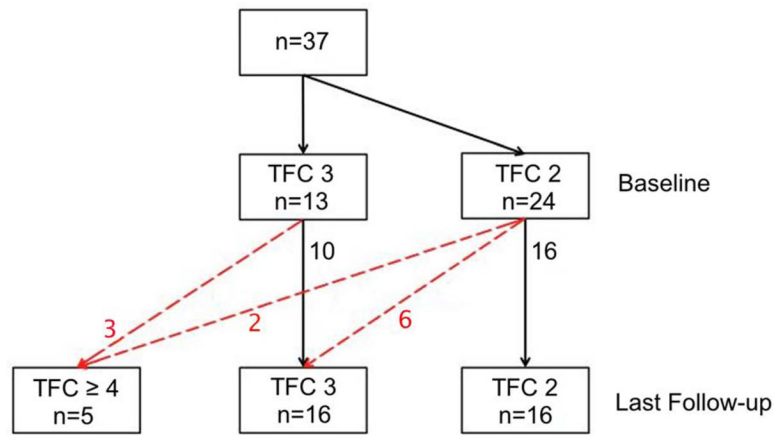 n=37
TFC 3
n=13
TFC 2
n=24
Baseline
10
16
3
2
6
TFC ≥ 4
n=5
TFC 3
n=16
TFC 2
n=16
Last Follow-up